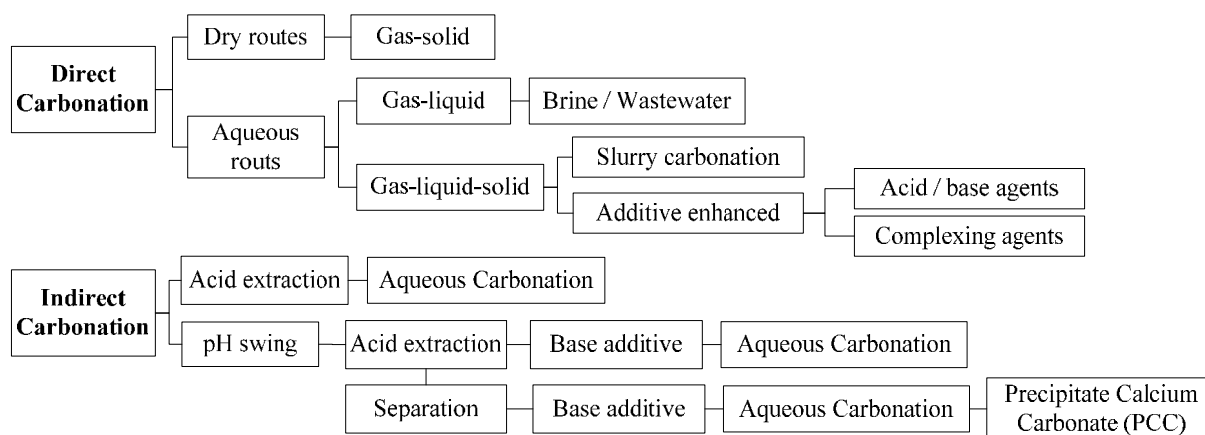 Direct
Carbonation
Dry routes
Gas-solid
Aqueous
routs
Gas-liquid
Brine / Wastewater
Gas-liquid-solid
Slurry carbonation
Additive enhanced
Acid / base agents
Complexing agents
Indirect
Carbonation
Acid extraction
Aqueous Carbonation
pH swing
Acid extraction
Base additive
Aqueous Carbonation
Separation
Base additive
Aqueous Carbonation
Precipitate Calcium
Carbonate (PCC)